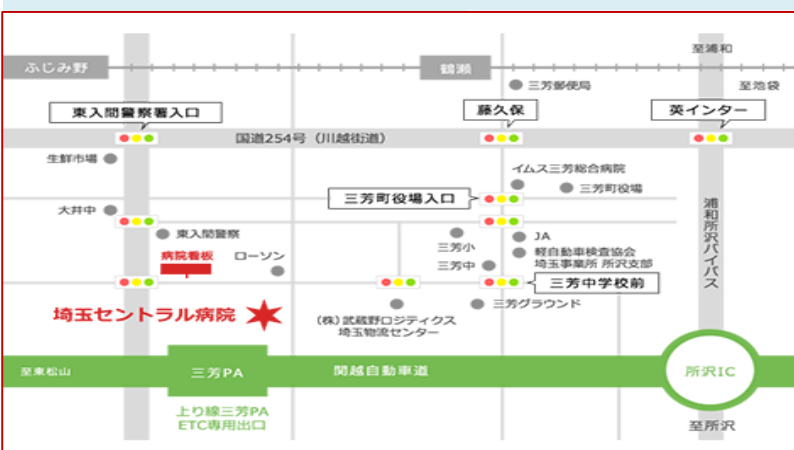 至浦和
ふじみ野
鶴瀬
三芳郵便局
至池袋
東入間警察署入口
藤久保
英インター
国道254号（川越街道）
生鮮市場
イムス三芳総合病院
三芳町役場入口
三芳町役場
大井中
東入間警察
三芳小
JA
浦和所沢バイパス
病院看板
ローソン
三芳中
軽自動車検査協会
埼玉事業所 所沢支部
三芳中学校前
埼玉セントラル病院
(株)武蔵野ロジティクス
埼玉物流センター
三芳グラウンド
至東松山
三芳PA
関越自動車道
所沢IC
上り線三芳PA
ETC専用出口
至所沢